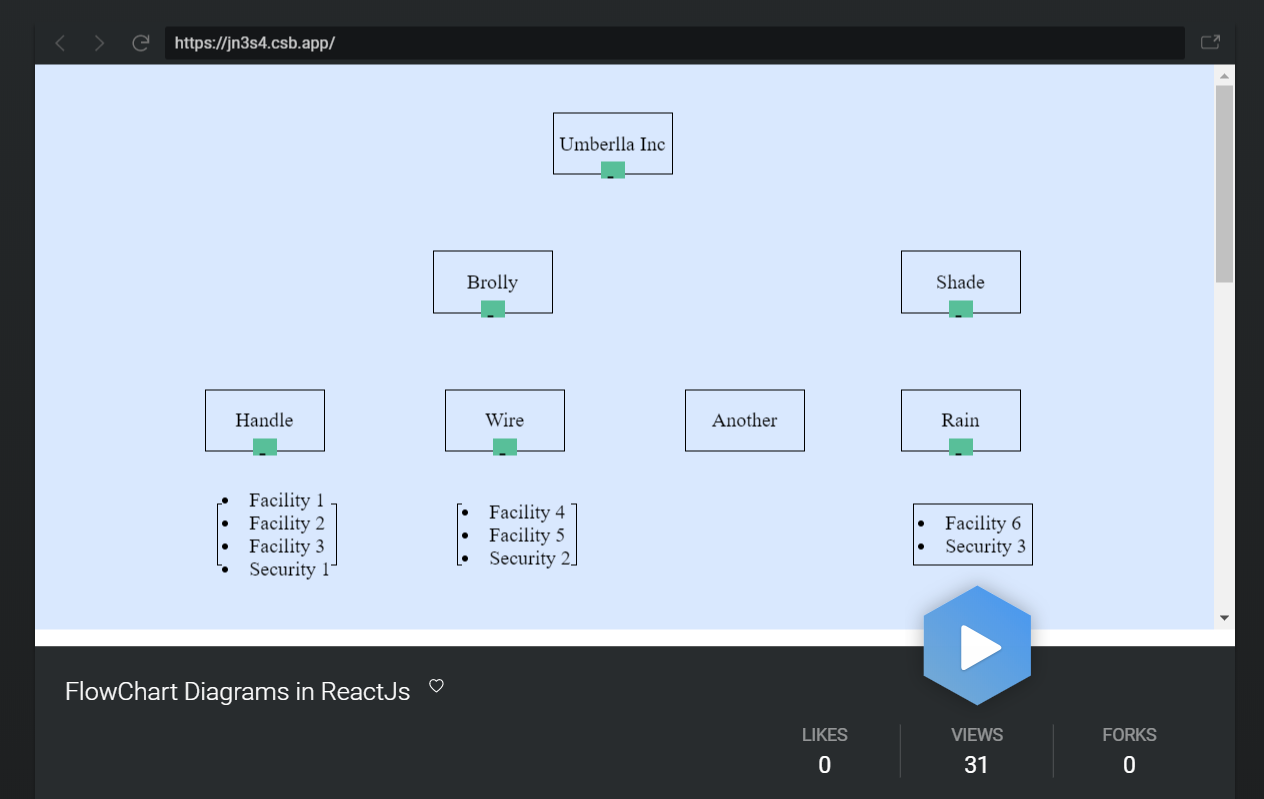 https://jn3s4.csb.app/
Umberlla Inc
-
Brolly
-
Shade
-
Handle
-
Wire
-
Another
Rain
-
Facility 1
Facility 2
Facility 3
Security 1
Facility 4
Facility 5
Security 2
Facility 6
Security 3
FlowChart Diagrams in ReactJs
LIKES
0
VIEWS
31
FORKS
0